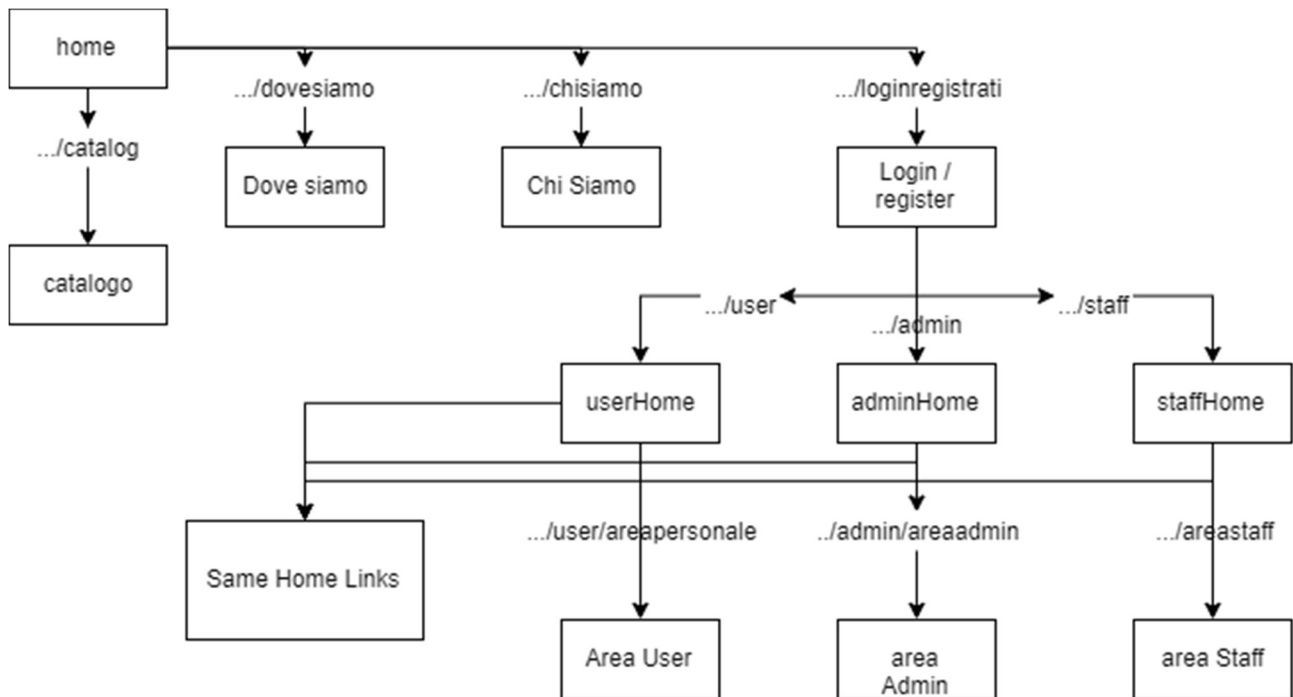 home
.../dovesiamo
.../chisiamo
.../loginregistrati
.../catalog
Dove siamo
Chi Siamo
Login /
register
catalogo
.../user
.../admin
.../staff
userHome
adminHome
staffHome
.../user/areapersonale
../admin/areaadmin
.../areastaff
Same Home Links
Area User
area
Admin
area Staff